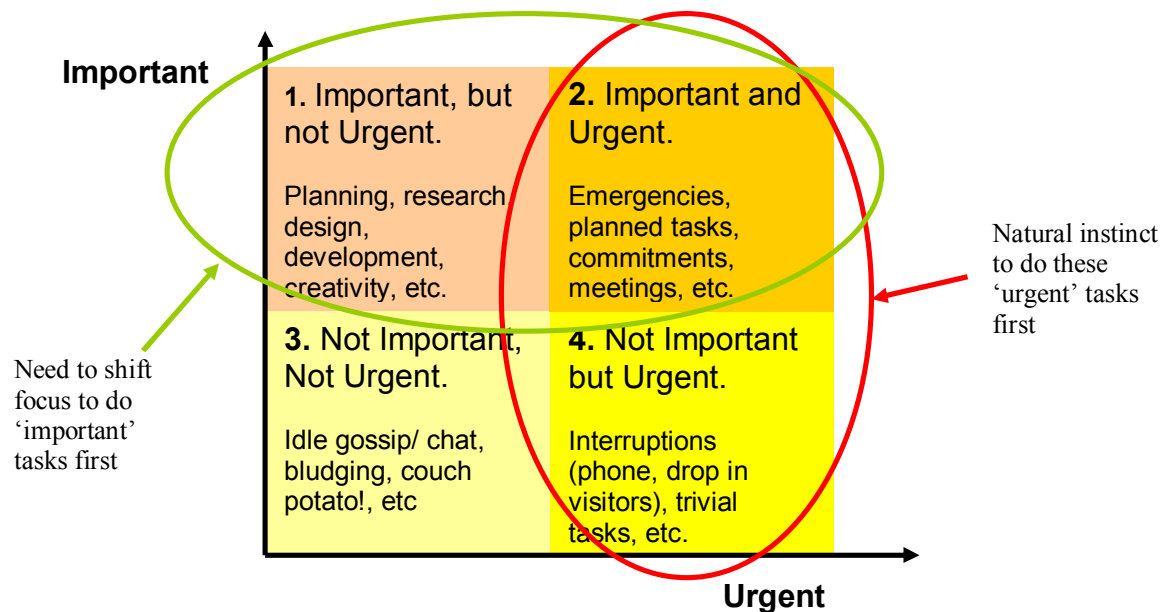 Important
1. Important, but
not Urgent.
Planning, research
design,
development,
creativity, etc.
2. Important and
Urgent.
Emergencies,
planned tasks,
commitments,
meetings, etc.
Natural instinct
to do these
‘urgent’ tasks
first
3. Not Important,
Not Urgent.
Idle gossip/ chat,
bludging, couch
potato!, etc
4. Not Important
but Urgent.
Interruptions
(phone, drop in
visitors), trivial
tasks, etc.
Need to shift
focus to do
‘important’
tasks first
Urgent